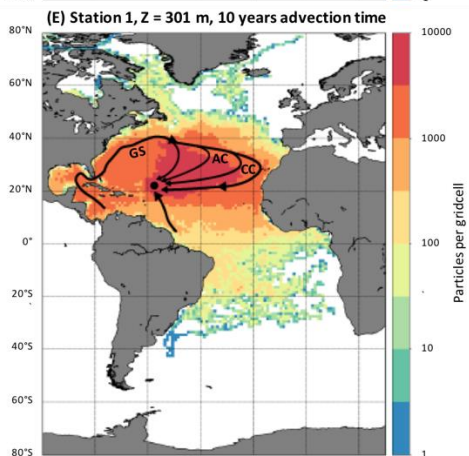 (E) Station 1, Z = 301 m, 10 years advection time
80°N
60°N
40°N
20°N
0°
20°S
40°S
60°S
80°S
GS
AC
CC
10000
1000
100
10
1
Particles per gridcell